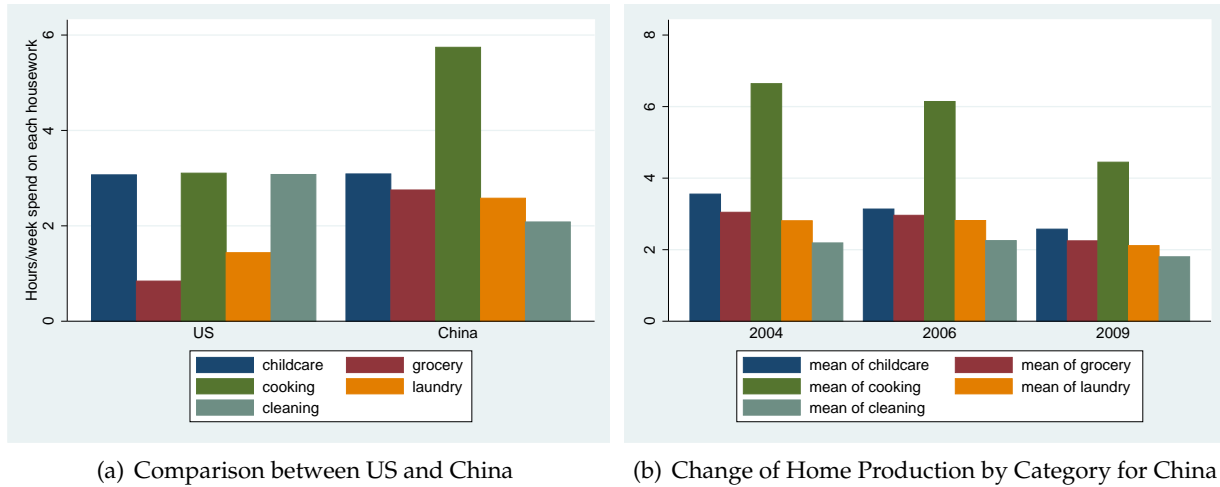 Hours/week spend on each housework
0 2 4 6
US China
childcare grocery
cooking laundry
cleaning
(a) Comparison between US and China
0 2 4 6 8
2004 2006 2009
mean of childcare mean of grocery
mean of cooking mean of laundry
mean of cleaning
(b) Change of Home Production by Category for China